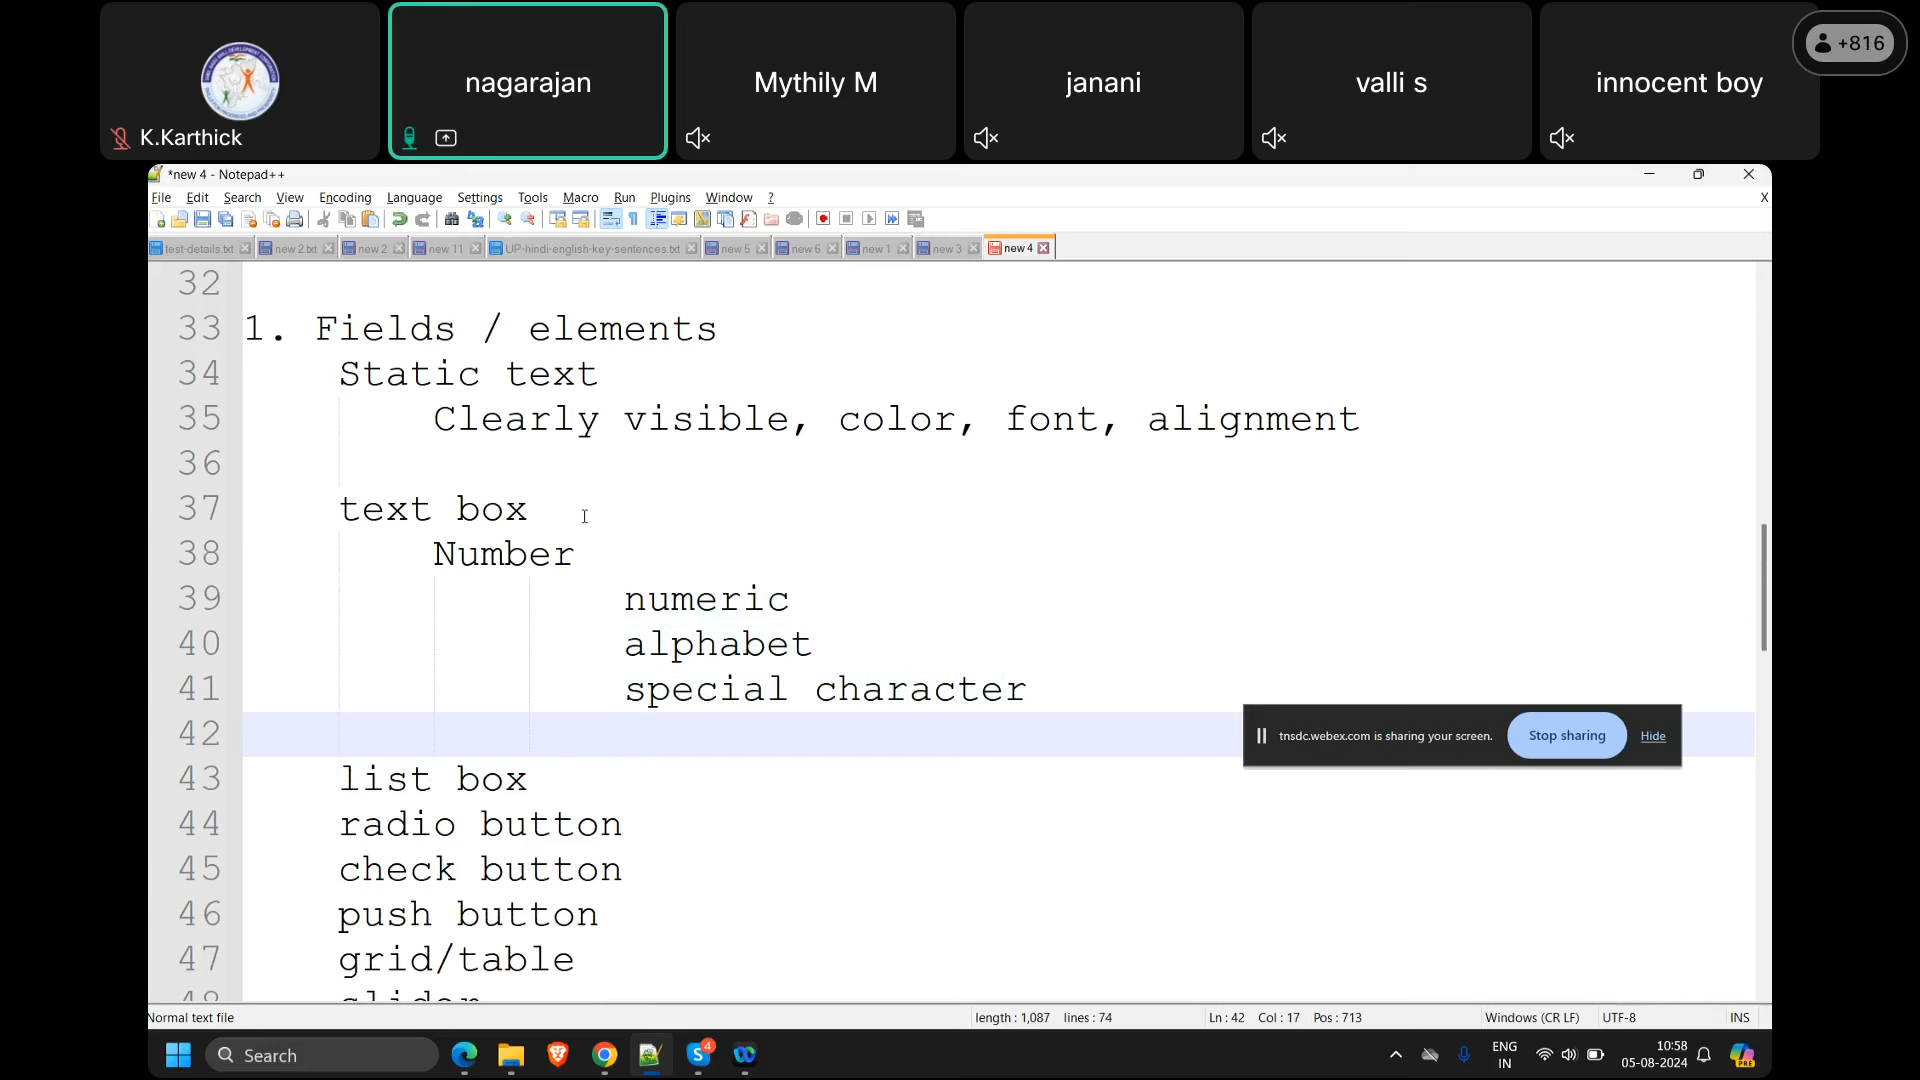 nagarajan
Mythily M
janani
valli s
innocent boy
+816
K.Karthick
*new 4 - Notepad++
File Edit Search View Encoding Language Settings Tools Macro Run Plugins Window ? X
test-details.txt new 2.txt new 2 new 11 UP-hindi-english-key-sentences.txt new 5 new 6 new 1 new 3 new 4
32
33 1. Fields / elements
34 Static text
35 Clearly visible, color, font, alignment
36
37 text box
38 Number
39 numeric
40 alphabet
41 special character
42
tnsdc.webex.com is sharing your screen. Stop sharing Hide
43 list box
44 radio button
45 check button
46 push button
47 grid/table
48 slider
Normal text file length : 1,087 lines : 74 Ln : 42 Col : 17 Pos : 713 Windows (CR LF) UTF-8 INS
Search
4
ENG
IN
10:58
05-08-2024
PRE